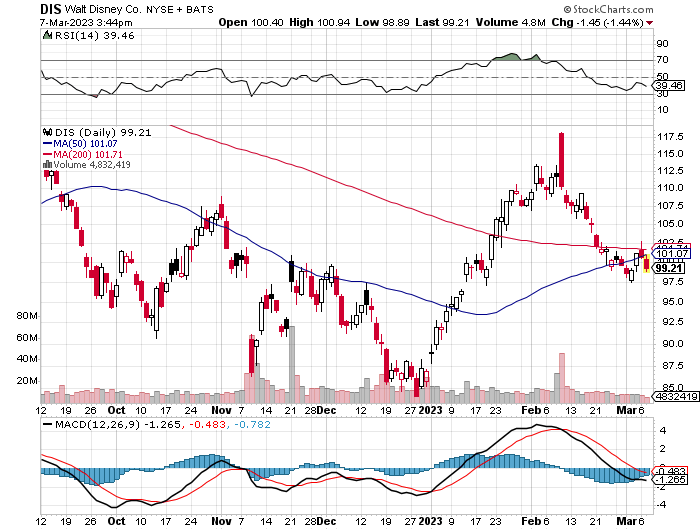 DIS Walt Disney Co. NYSE + BATS © StockCharts.com
7-Mar-2023 3:44pm Open 100.40 High 100.94 Low 98.89 Last 99.21 Volume 4.8M Chg -1.45 (-1.44%)
RSI(14) 39.46
90
70
50
39.46
30
10
DIS (Daily) 99.21
MA(50) 101.07
MA(200) 101.71
Volume 4,832,419
117.5
115.0
112.5
110.0
107.5
105.0
102.5
101.07
99.21
97.5
95.0
92.5
90.0
87.5
85.0
80M
60M
40M
20M
4832419
12 19 26 Oct 10 17 24 Nov 7 14 21 28 Dec 12 19 27 2023 9 17 23 Feb 6 13 21 Mar 6
MACD(12,26,9) -1.265, -0.483, -0.782
4
2
0
-0.483
-1.265
-2
-4
12 19 26 Oct 10 17 24 Nov 7 14 21 28 Dec 12 19 27 2023 9 17 23 Feb 6 13 21 Mar 6